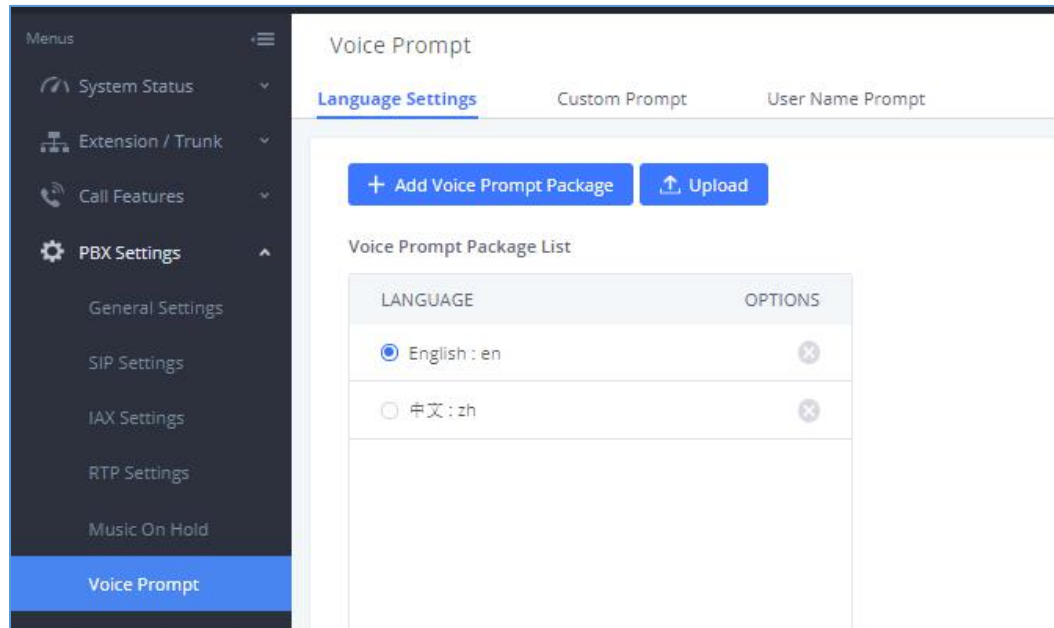 Menus
System Status
Extension / Trunk
Call Features
PBX Settings
General Settings
SIP Settings
IAX Settings
RTP Settings
Music On Hold
Voice Prompt
Voice Prompt
Language Settings Custom Prompt User Name Prompt
+ Add Voice Prompt Package Upload
Voice Prompt Package List
LANGUAGE OPTIONS
English : en
中文 : zh